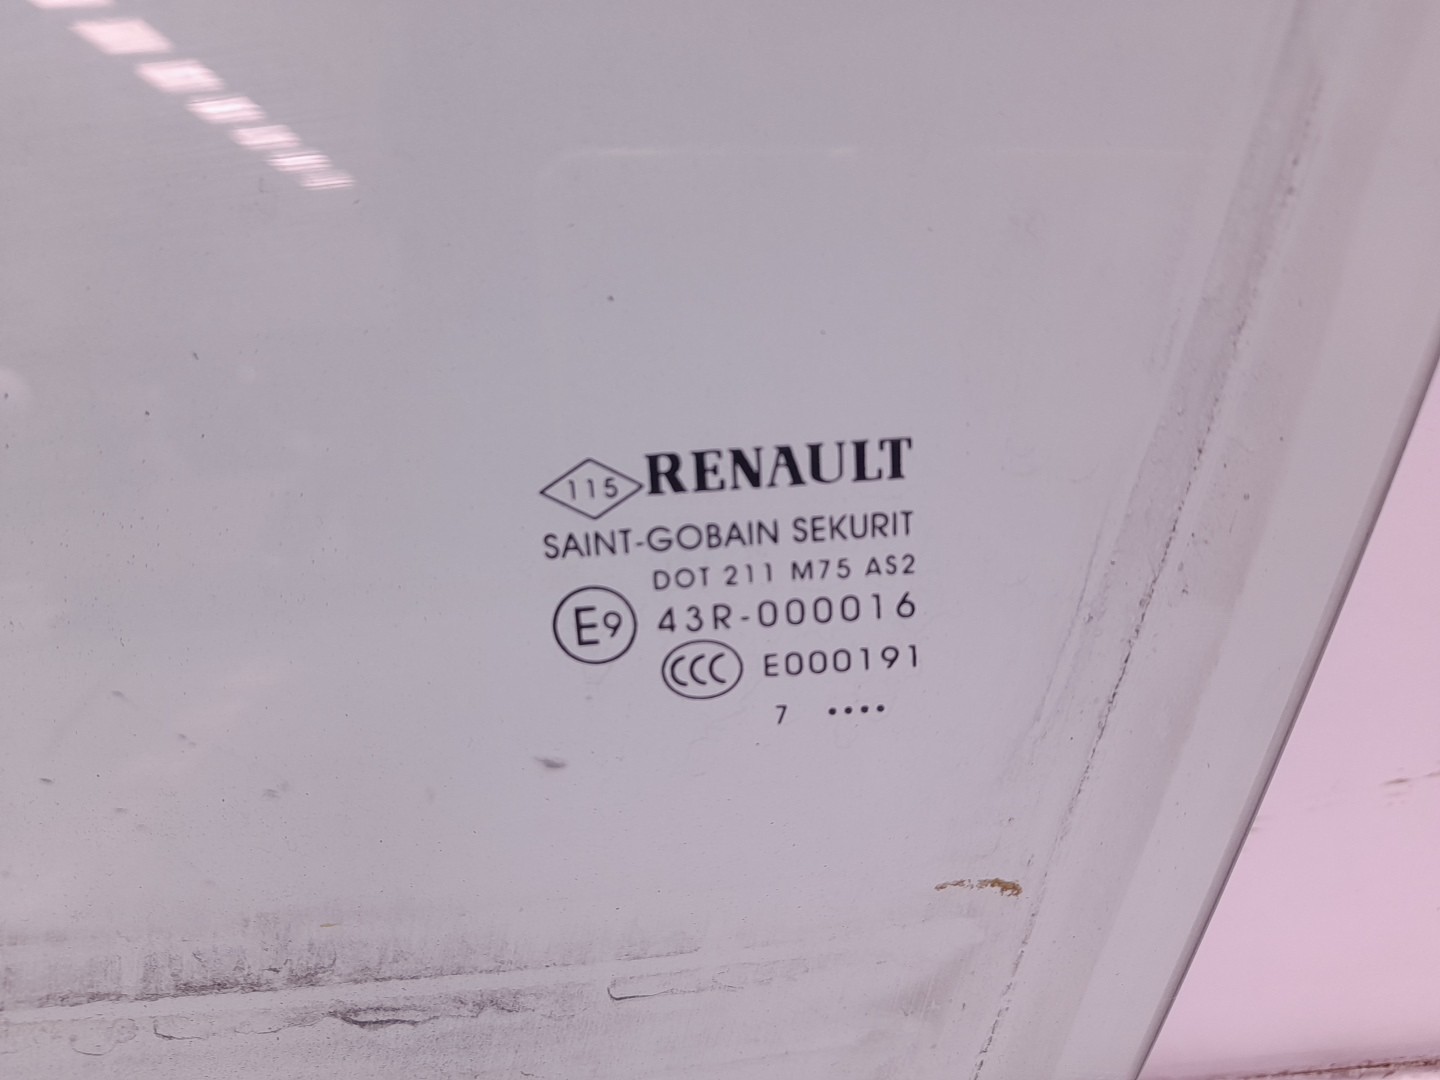 115 RENAULT
SAINT-GOBAIN SEKURIT
DOT 211 M75 AS2
E9 43R-000016
CCC E000191
7 ••••